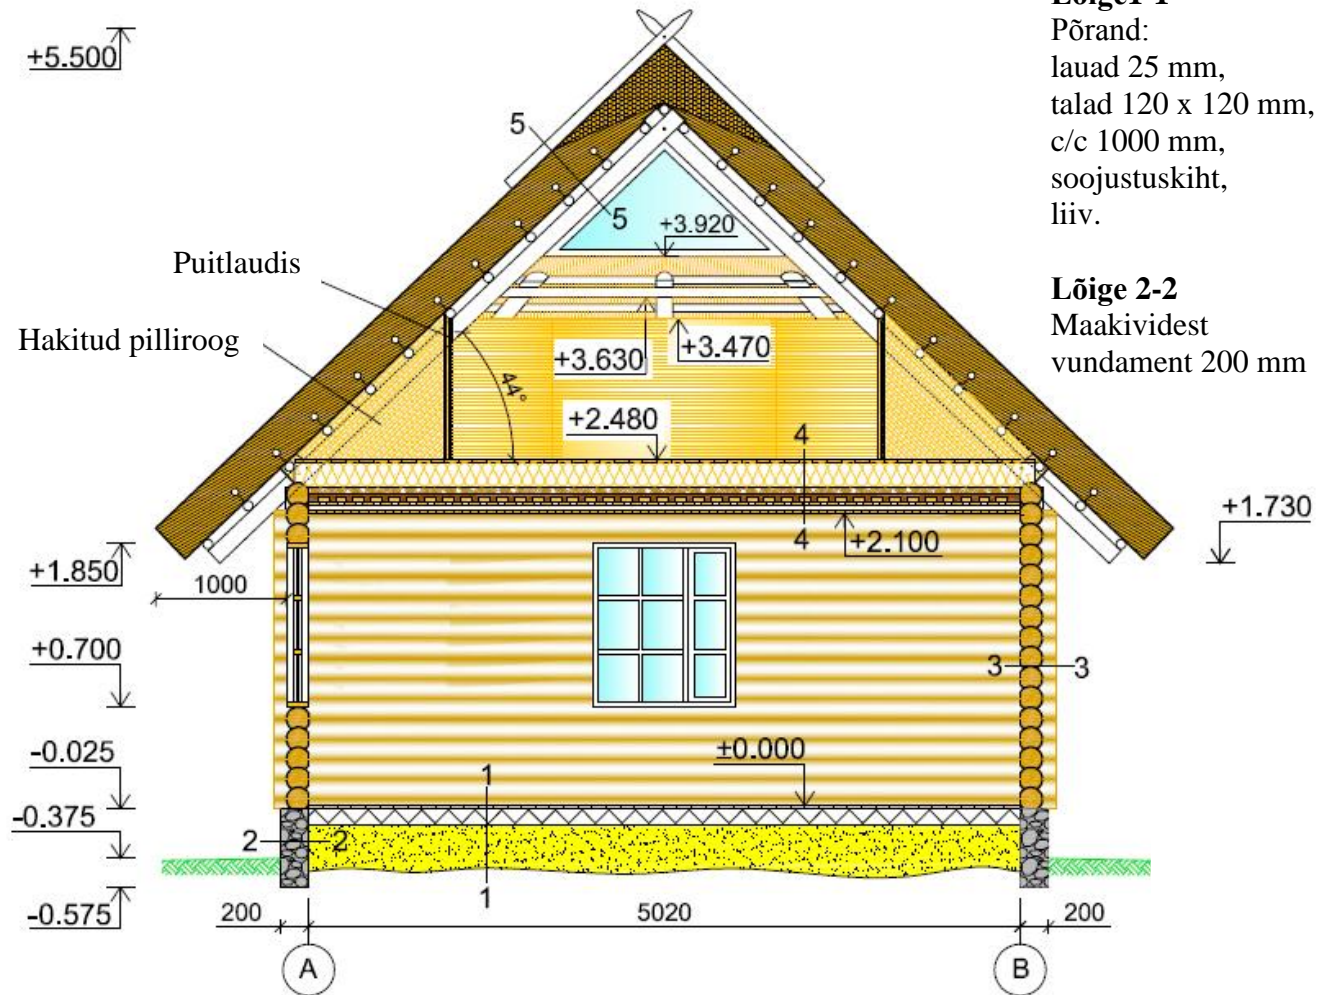 Lõige1-1
Põrand:
lauad 25 mm,
talad 120 x 120 mm,
c/c 1000 mm,
soojustuskiht,
liiv.
Lõige 2-2
Maakividest
vundament 200 mm
+5.500
5
5
+3.920
Puitlaudis
Hakitud pilliroog
+3.630
+3.470
44°
+2.480
4
4
+2.100
+1.730
+1.850
1000
+0.700
3
3
±0.000
-0.025
1
-0.375
2
2
1
-0.575
200
5020
200
A
B